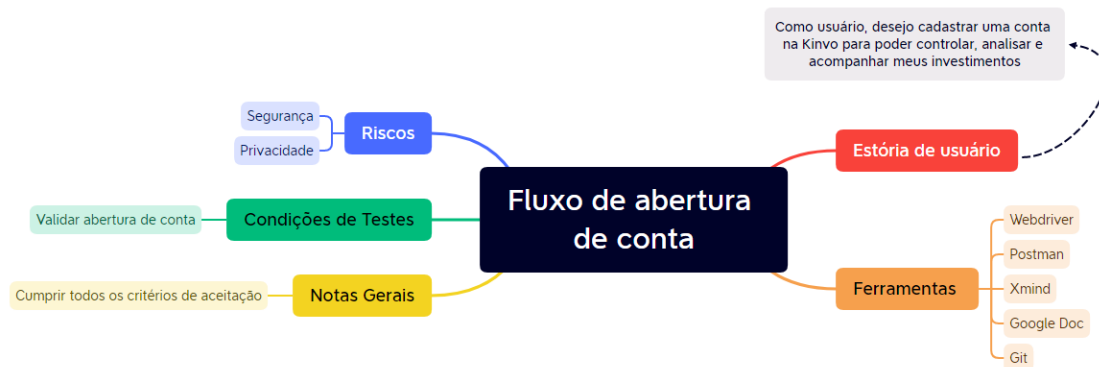 Como usuário, desejo cadastrar uma conta
na Kinvo para poder controlar, analisar e
acompanhar meus investimentos
Segurança
Privacidade
Riscos
Estória de usuário
Fluxo de abertura
de conta
Validar abertura de conta
Condições de Testes
Cumprir todos os critérios de aceitação
Notas Gerais
Ferramentas
Webdriver
Postman
Xmind
Google Doc
Git